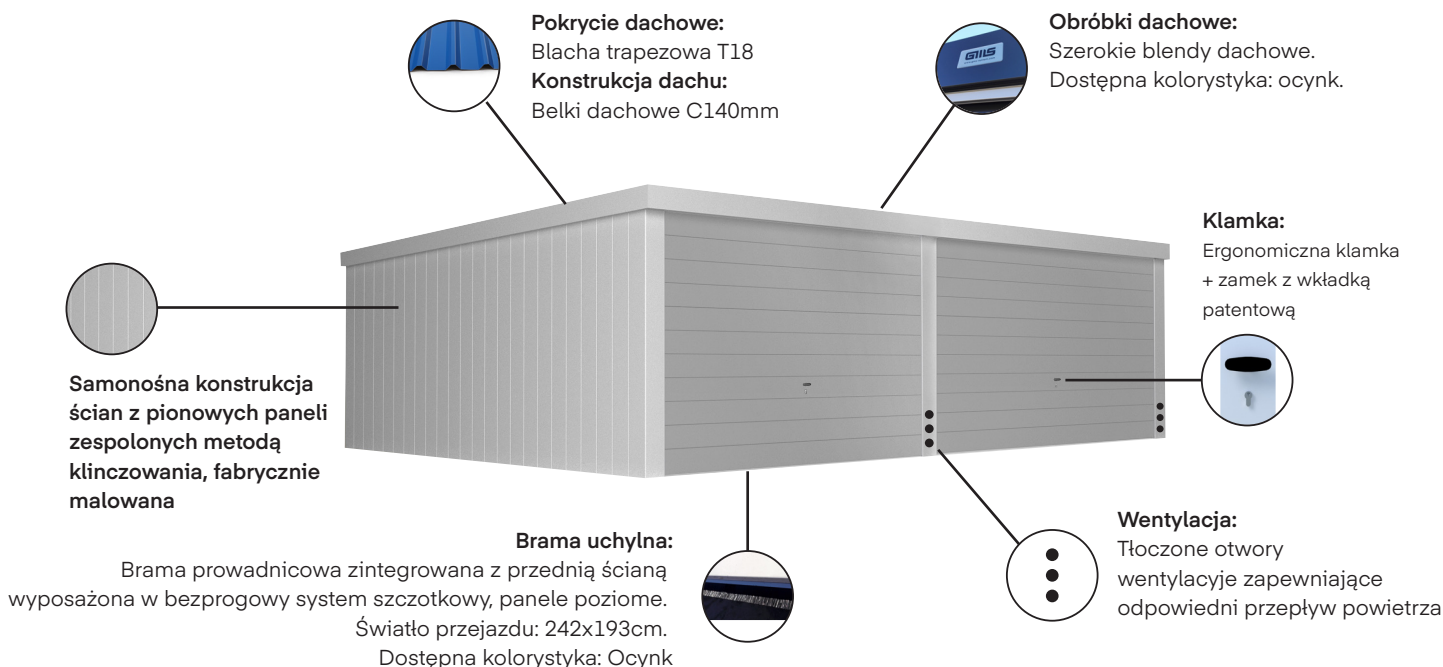 Pokrycie dachowe:
Blacha trapezowa T18
Konstrukcja dachu:
Belki dachowe C140mm
Obróbki dachowe:
Szerokie blendy dachowe.
Dostępna kolorystyka: ocynk.
GIIIS
Klamka:
Ergonomiczna klamka
+ zamek z wkładką
patentową
Samonośna konstrukcja
ścian z pionowych paneli
zespolonych metodą
klinczowania, fabrycznie
malowana
Brama uchylna:
Brama prowadnicowa zintegrowana z przednią ścianą
wyposażona w bezprogowy system szczotkowy, panele poziome.
Światło przejazdu: 242x193cm.
Dostępna kolorystyka: Ocynk
Wentylacja:
Tłoczone otwory
wentylacyje zapewniające
odpowiedni przepływ powietrza